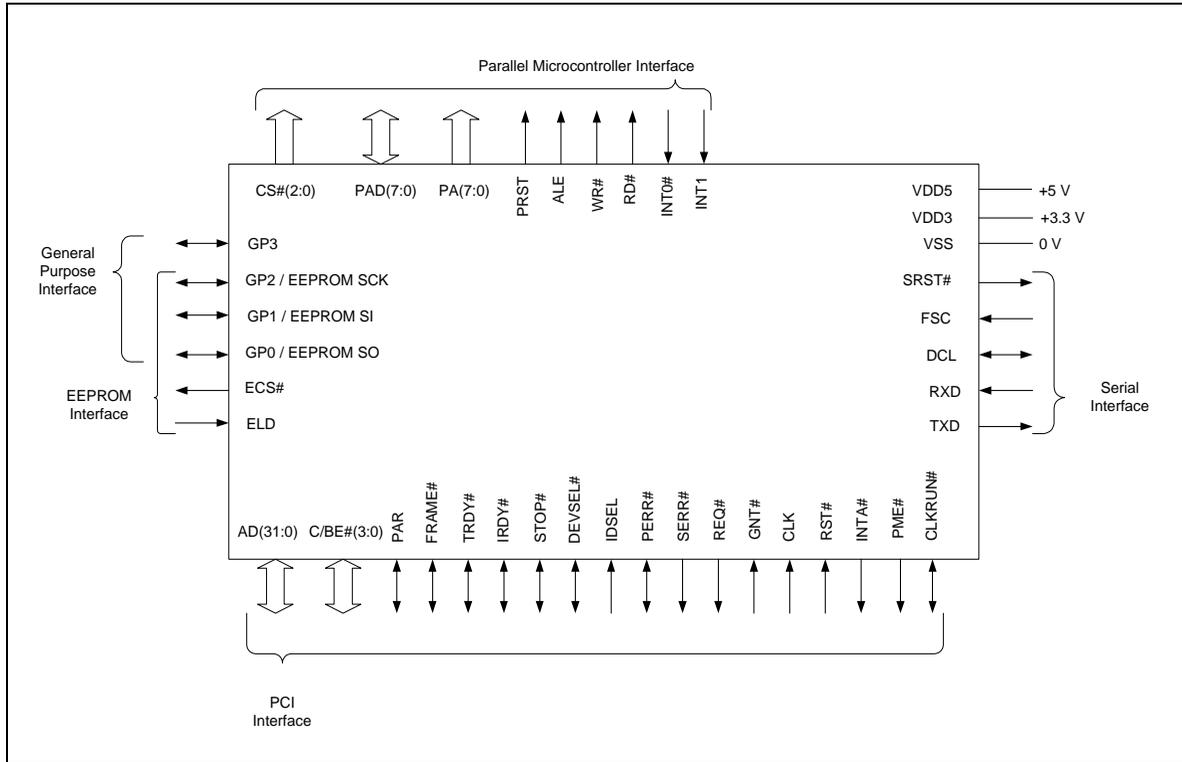 Parallel Microcontroller Interface
CS#(2:0)
PAD(7:0)
PA(7:0)
PRST
ALE
WR#
RD#
INT0#
INT1
VDD5
+5 V
VDD3
+3.3 V
VSS
0 V
General
Purpose
Interface
GP3
GP2 / EEPROM SCK
GP1 / EEPROM SI
GP0 / EEPROM SO
ECS#
ELD
EEPROM
Interface
SRST#
FSC
DCL
RXD
TXD
Serial
Interface
AD(31:0)
C/BE#(3:0)
PAR
FRAME#
TRDY#
IRDY#
STOP#
DEVSEL#
IDSEL
PERR#
SERR#
REQ#
GNT#
CLK
RST#
INTA#
PME#
CLKRUN#
PCI
Interface